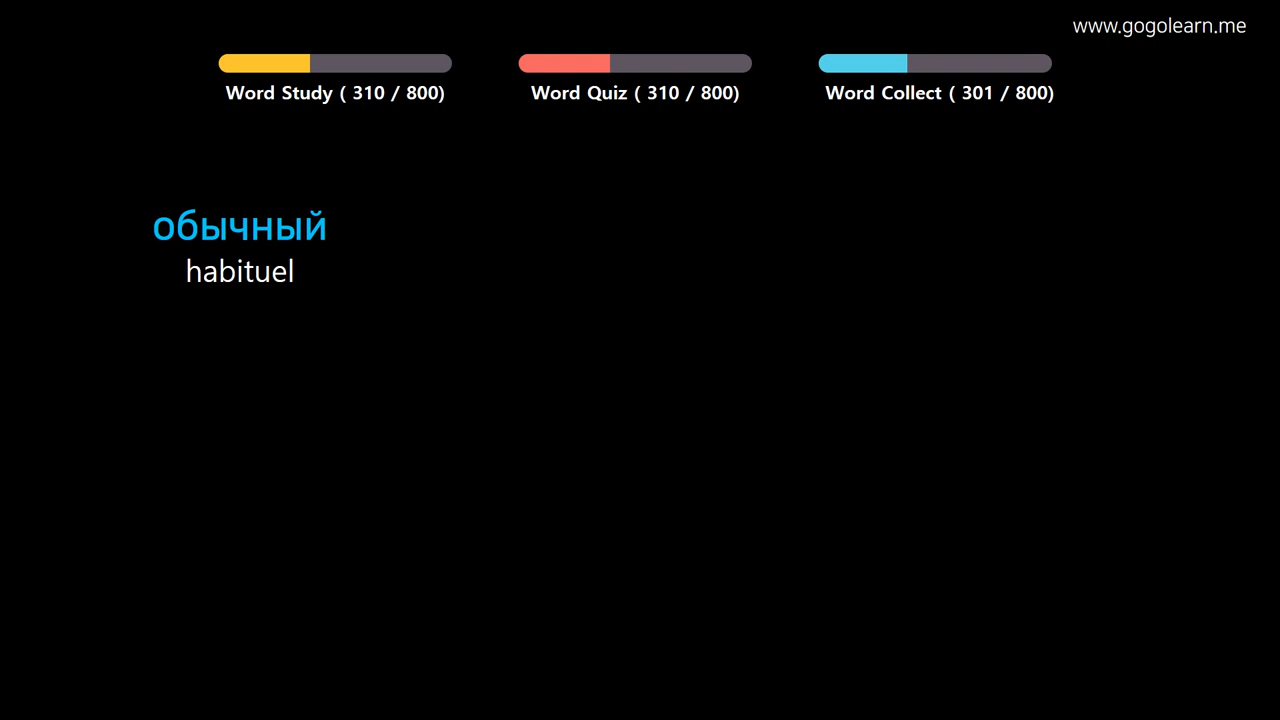 www.gogolearn.me
Word Study ( 310 / 800)
Word Quiz ( 310 / 800)
Word Collect ( 301 / 800)
обычный
habituel